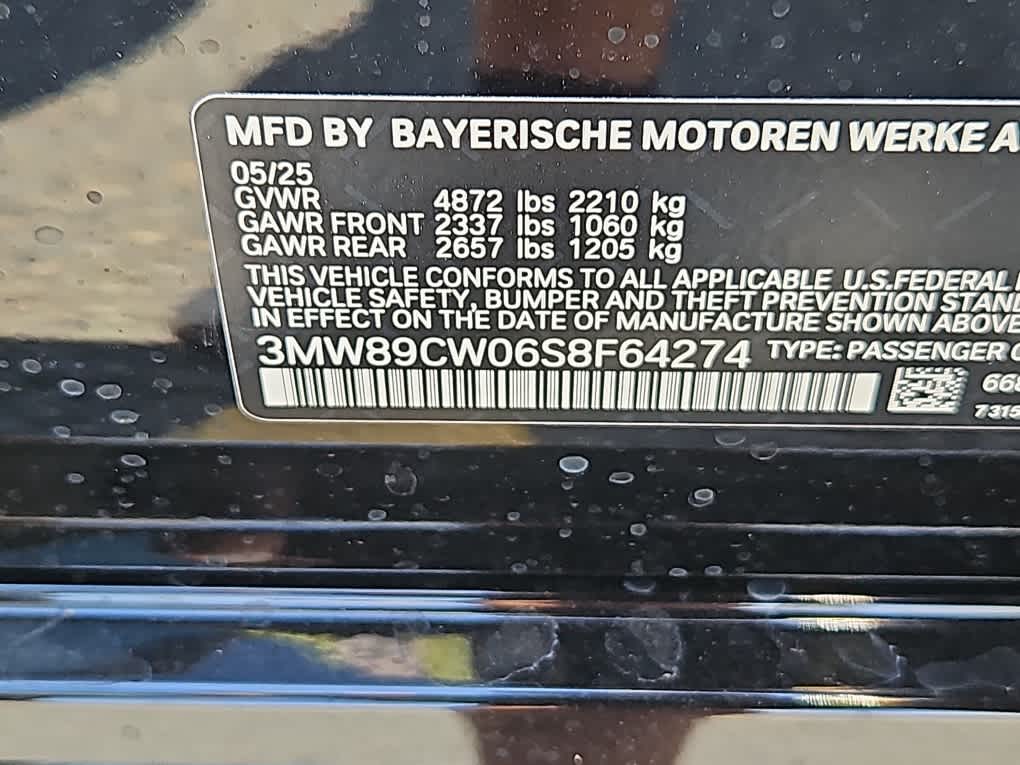 MFD BY BAYERISCHE MOTOREN WERKE
05/25
GVWR 4872 lbs 2210 kg
GAWR FRONT 2337 lbs 1060 kg
GAWR REAR 2657 lbs 1205 kg
THIS VEHICLE CONFORMS TO ALL APPLICABLE U.S.FEDERAL
VEHICLE SAFETY, BUMPER AND THEFT PREVENTION
IN EFFECT ON THE DATE OF MANUFACTURE SHOWN ABOVE
3MW89CW06S8F64274 TYPE: PASSENGER